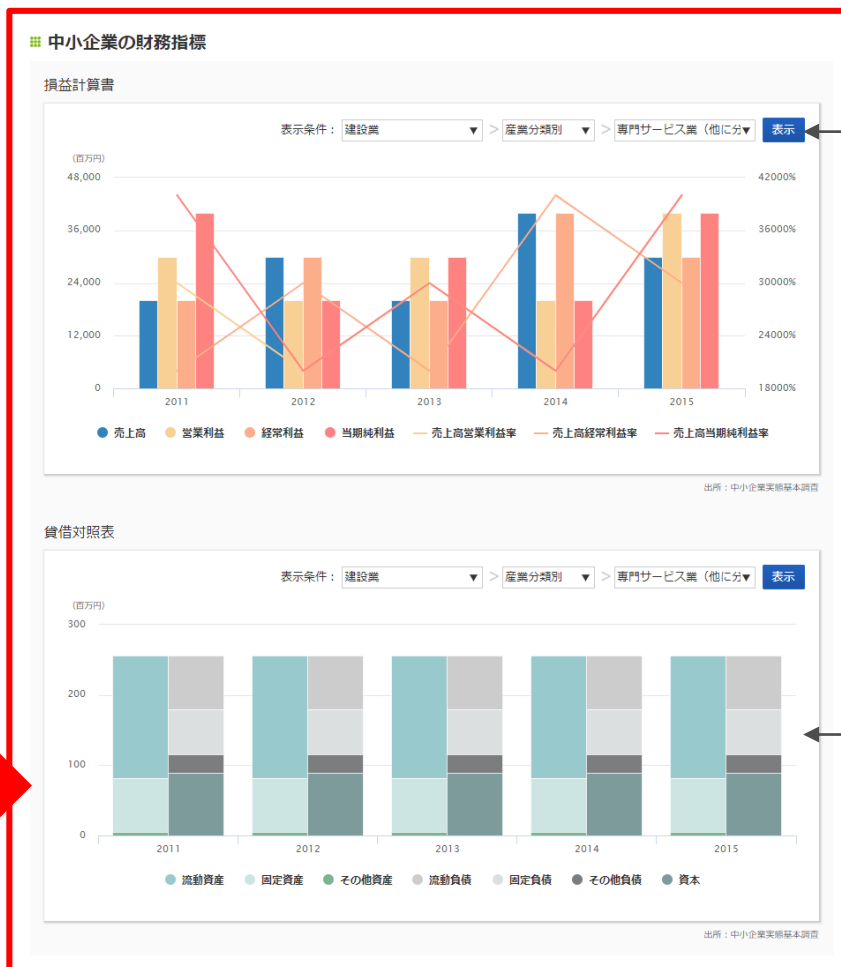 中小企業の財務指標
損益計算書
表示条件： 建設業 ▼ > 産業分類別 ▼ > 専門サービス業（他に分▼ 表示
(百万円)
48,000 42000%
36,000 36000%
24,000 30000%
12,000 24000%
0 18000%
2011 2012 2013 2014 2015
売上高 営業利益 経常利益 当期純利益 売上高営業利益率 売上高経常利益率 売上高当期純利益率
出所：中小企業実態基本調査
貸借対照表
表示条件： 建設業 ▼ > 産業分類別 ▼ > 専門サービス業（他に分▼ 表示
(百万円)
300
200
100
0
2011 2012 2013 2014 2015
流動資産 固定資産 その他資産 流動負債 固定負債 その他負債 資本
出所：中小企業実態基本調査